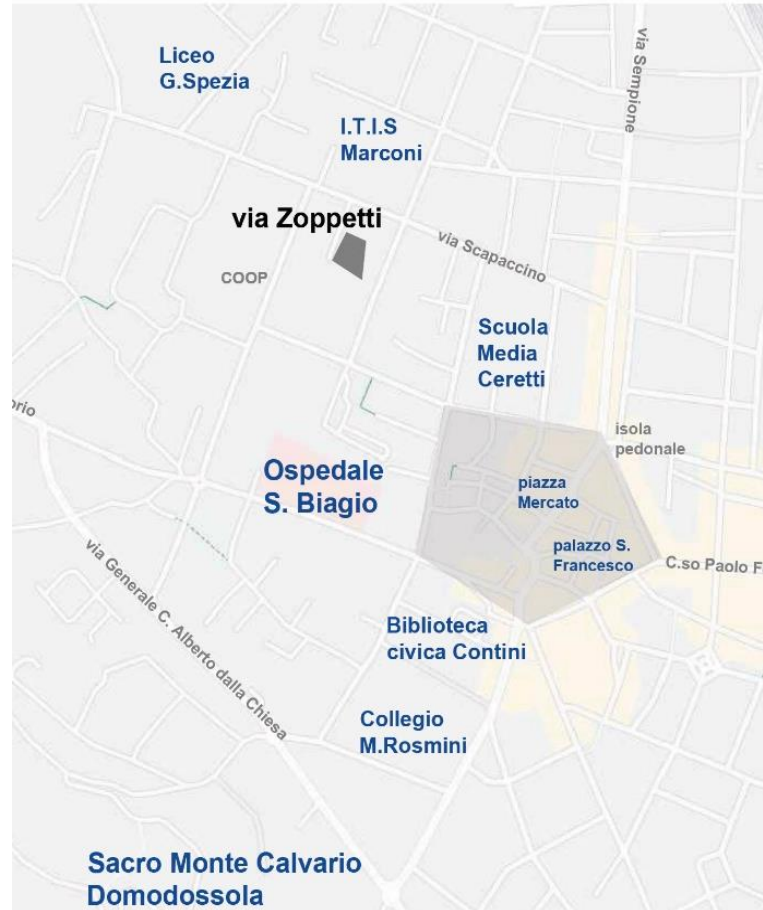 Liceo
G.Spezia
via Sempione
I.T.I.S
Marconi
via Zoppetti
via Scapaccino
COOP
Scuola
Media
Ceretti
orio
isola
pedonale
Ospedale
S. Biagio
piazza
Mercato
palazzo S.
Francesco
C.so Paolo F
via Generale C. Alberto dalla Chiesa
Biblioteca
civica Contini
Collegio
M.Rosmini
Sacro Monte Calvario
Domodossola